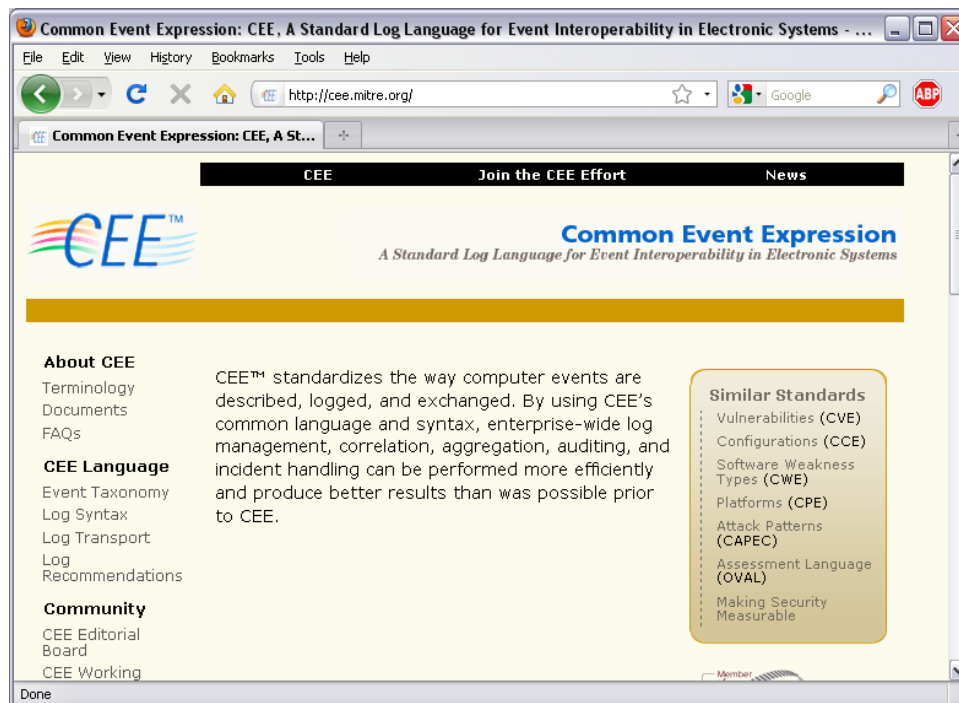 Common Event Expression: CEE, A Standard Log Language for Event Interoperability in Electronic Systems - ...
File Edit View History Bookmarks Tools Help
http://cee.mitre.org/
Google
ABP
Common Event Expression: CEE, A St...
CEE Join the CEE Effort News
CEE™
Common Event Expression
A Standard Log Language for Event Interoperability in Electronic Systems
About CEE
Terminology
Documents
FAQs
CEE Language
Event Taxonomy
Log Syntax
Log Transport
Log
Recommendations
Community
CEE Editorial
Board
CEE Working
CEE™ standardizes the way computer events are
described, logged, and exchanged. By using CEE's
common language and syntax, enterprise-wide log
management, correlation, aggregation, auditing, and
incident handling can be performed more efficiently
and produce better results than was possible prior
to CEE.
Similar Standards
Vulnerabilities (CVE)
Configurations (CCE)
Software Weakness
Types (CWE)
Platforms (CPE)
Attack Patterns
(CAPEC)
Assessment Language
(OVAL)
Making Security
Measurable
Member
Done